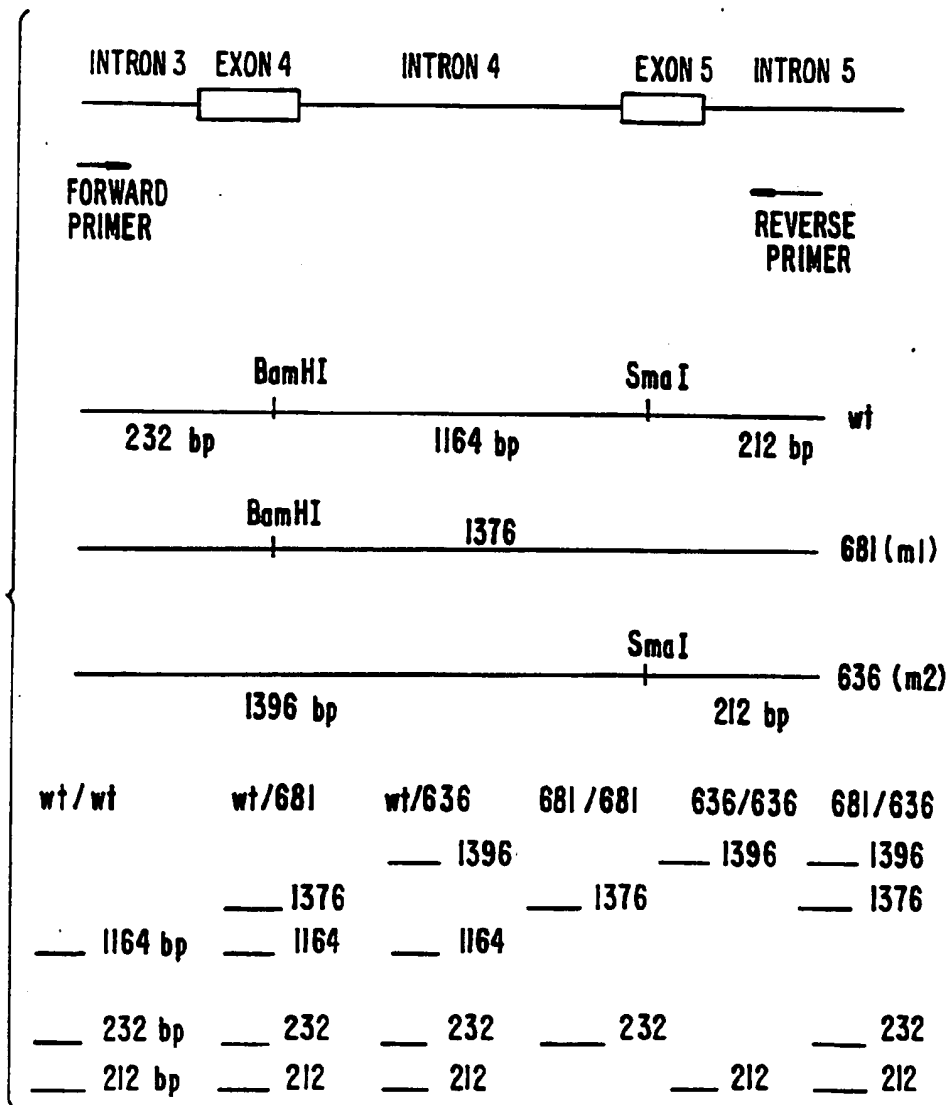 INTRON 3 EXON 4 INTRON 4 EXON 5 INTRON 5
FORWARD
PRIMER
REVERSE
PRIMER
BamHI SmaI
wt
232 bp 1164 bp 212 bp
BamHI
1376
681 (m1)
SmaI
636 (m2)
1396 bp 212 bp
wt/wt wt/681 wt/636 681/681 636/636 681/636
1396 1396 1396
1376 1376 1376
1164 bp 1164 1164
232 bp 232 232 232 232
212 bp 212 212 212 212